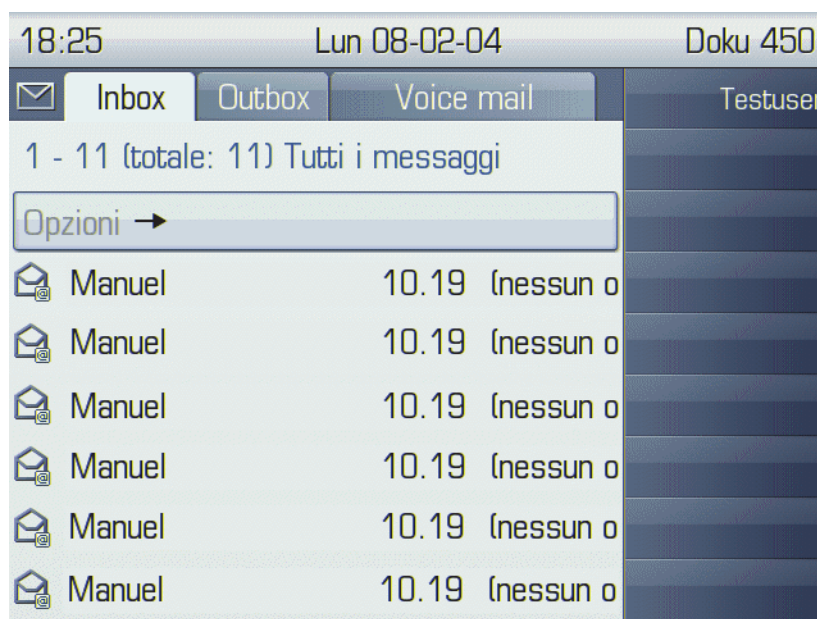 18:25 Lun 08-02-04 Doku 450
Inbox Outbox Voice mail Testuser
1 - 11 (totale: 11) Tutti i messaggi
Opzioni →
Manuel 10.19 (nessun o
Manuel 10.19 (nessun o
Manuel 10.19 (nessun o
Manuel 10.19 (nessun o
Manuel 10.19 (nessun o
Manuel 10.19 (nessun o